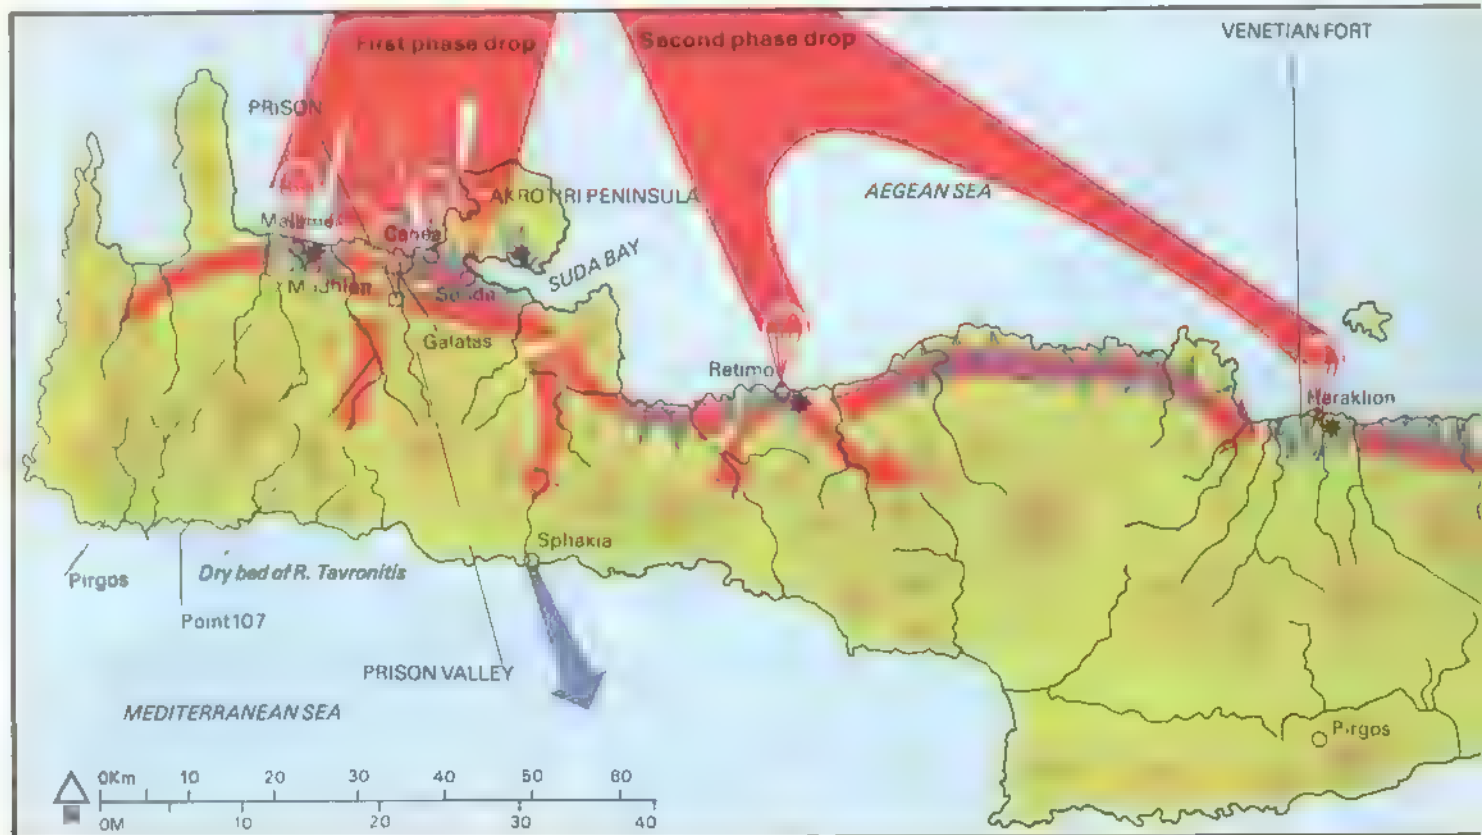 First phase drop
Second phase drop
VENETIAN FORT
PRISON
AKROTIRI PENINSULA
AEGEAN SEA
Maleme
Canea
SUDA BAY
Galatas
Retimo
Heraklion
Sphakia
Pirgos
Dry bed of R. Tavronitis
Point 107
PRISON VALLEY
MEDITERRANEAN SEA
Pirgos
0Km 10 20 30 40 50 60
0M 10 20 30 40